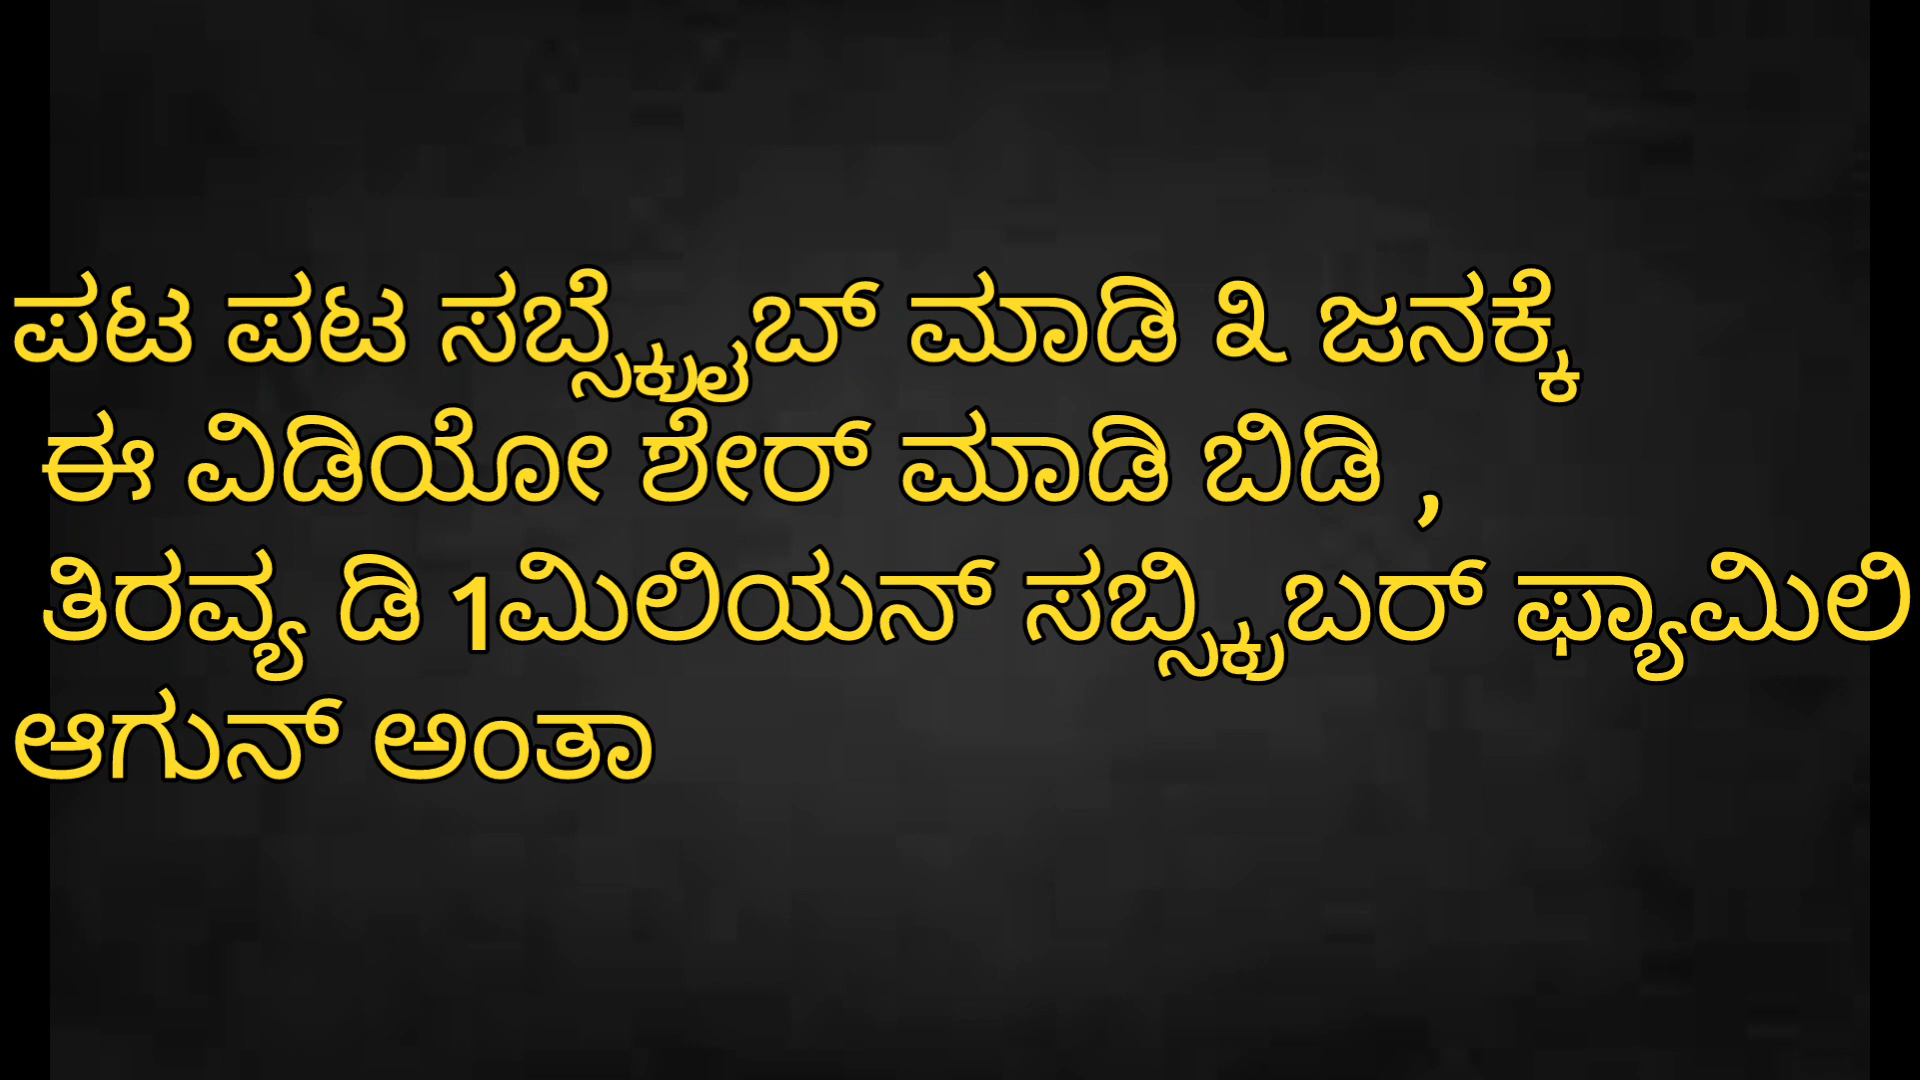 ಪಟ ಪಟ ಸಬ್ಸ್ಕ್ರೈಬ್ ಮಾಡಿ ೩ ಜನಕ್ಕೆ
ಈ ವಿಡಿಯೋ ಶೇರ್ ಮಾಡಿ ಬಿಡಿ ,
ತಿರವ್ಯ ಡಿ 1ಮಿಲಿಯನ್ ಸಬ್ಸ್ಕ್ರಿಬರ್ ಫ್ಯಾಮಿಲಿ
ಆಗುನ್ ಅಂತಾ